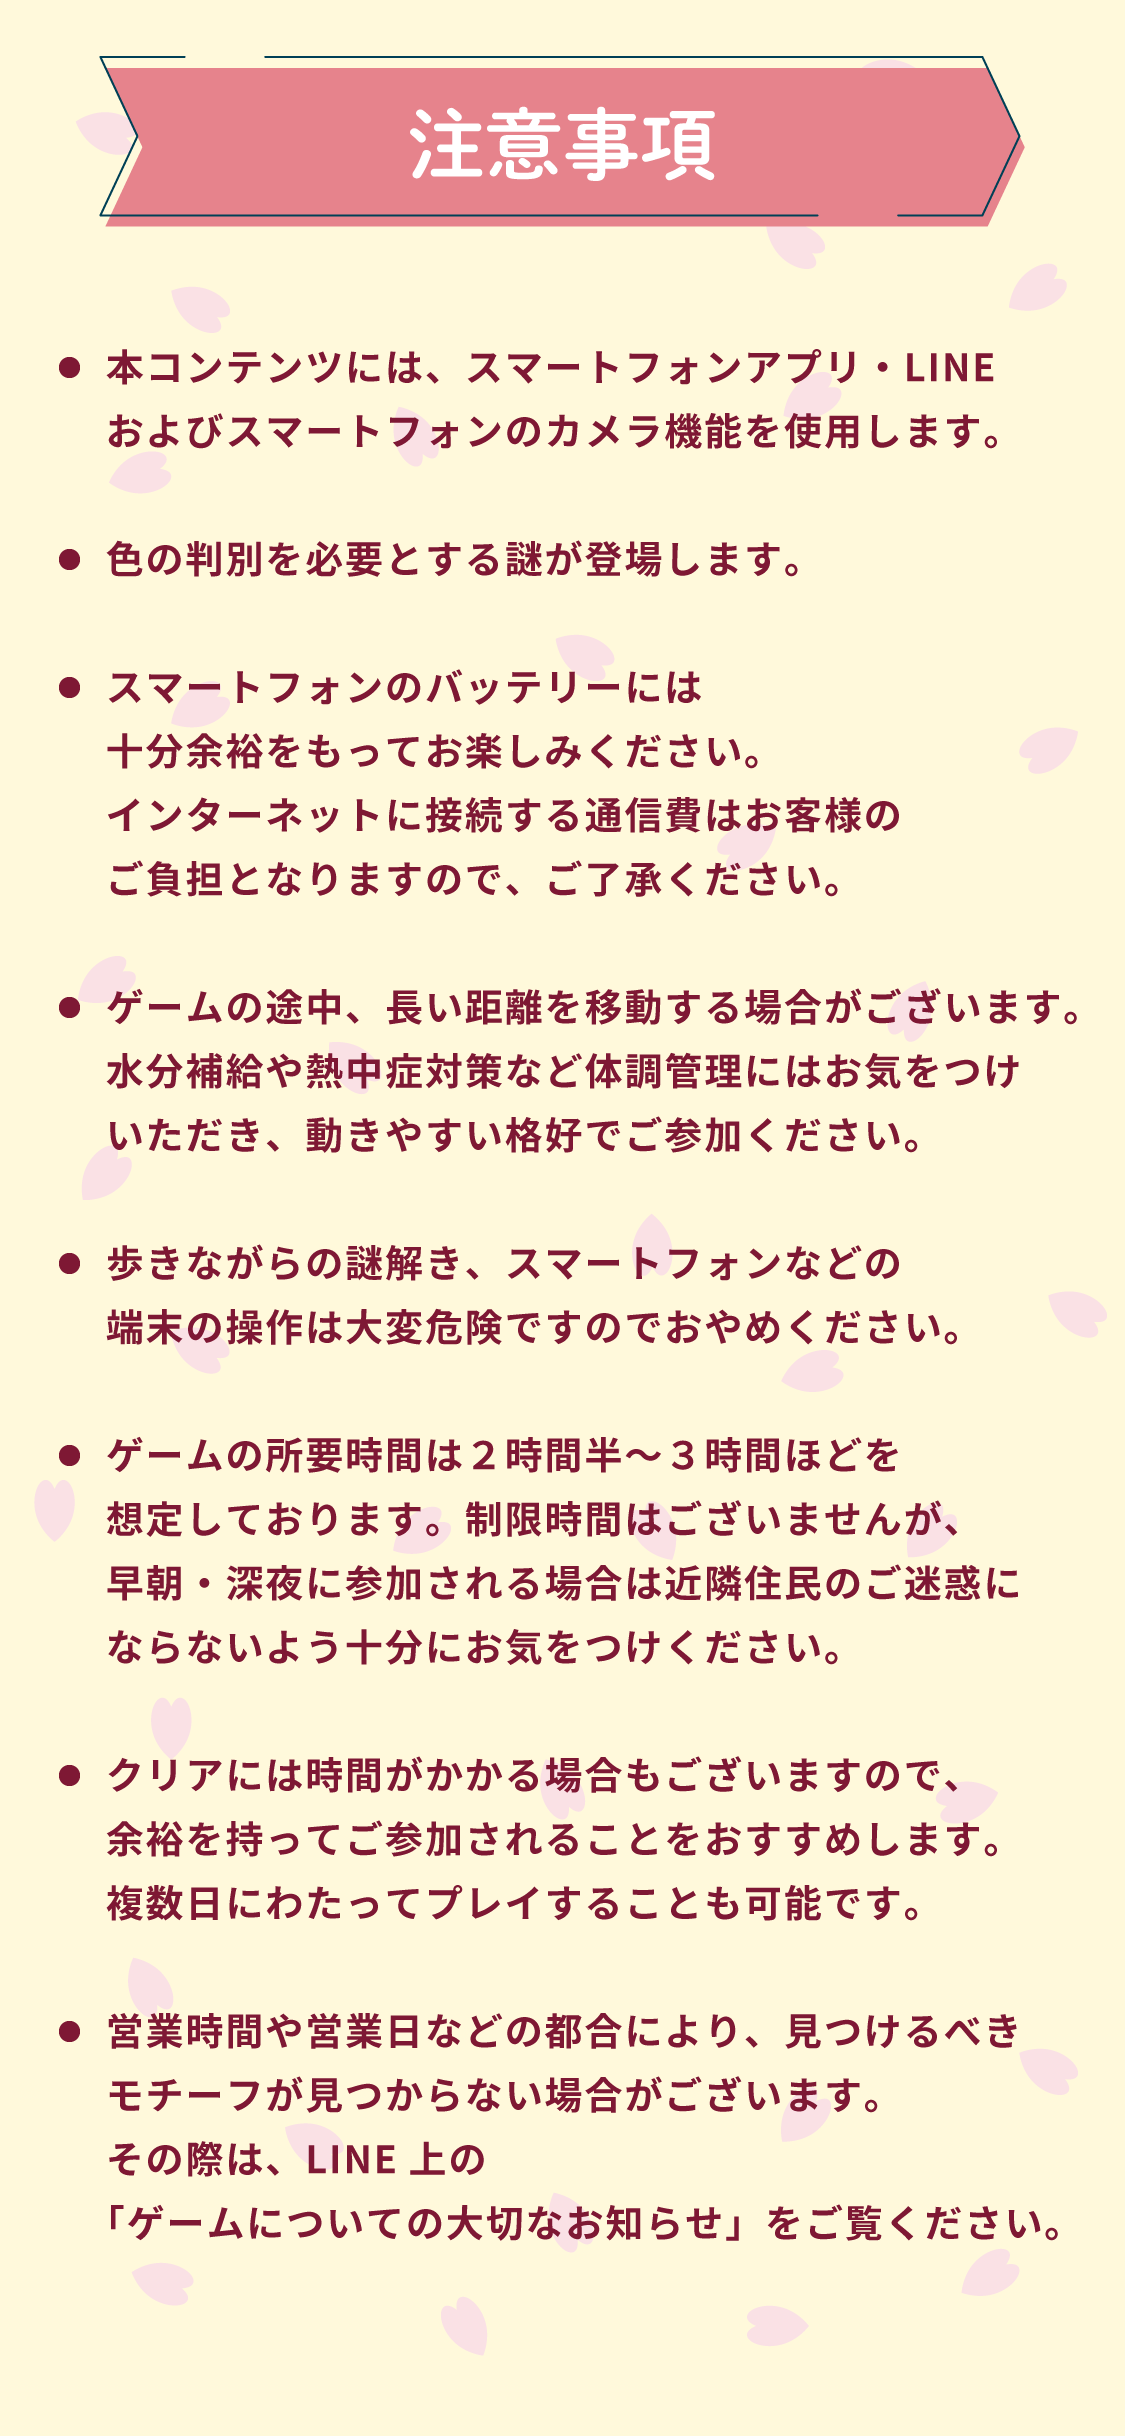 注意事項
● 本コンテンツには、スマートフォンアプリ・LINE
およびスマートフォンのカメラ機能を使用します。
● 色の判別を必要とする謎が登場します。
● スマートフォンのバッテリーには
十分余裕をもってお楽しみください。
インターネットに接続する通信費はお客様の
ご負担となりますので、ご了承ください。
● ゲームの途中、長い距離を移動する場合がございます。
水分補給や熱中症対策など体調管理にはお気をつけ
いただき、動きやすい格好でご参加ください。
● 歩きながらの謎解き、スマートフォンなどの
端末の操作は大変危険ですのでおやめください。
● ゲームの所要時間は２時間半〜３時間ほどを
想定しております。制限時間はございませんが、
早朝・深夜に参加される場合は近隣住民のご迷惑に
ならないよう十分にお気をつけください。
● クリアには時間がかかる場合もございますので、
余裕を持ってご参加されることをおすすめします。
複数日にわたってプレイすることも可能です。
● 営業時間や営業日などの都合により、見つけるべき
モチーフが見つからない場合がございます。
その際は、LINE 上の
「ゲームについての大切なお知らせ」をご覧ください。